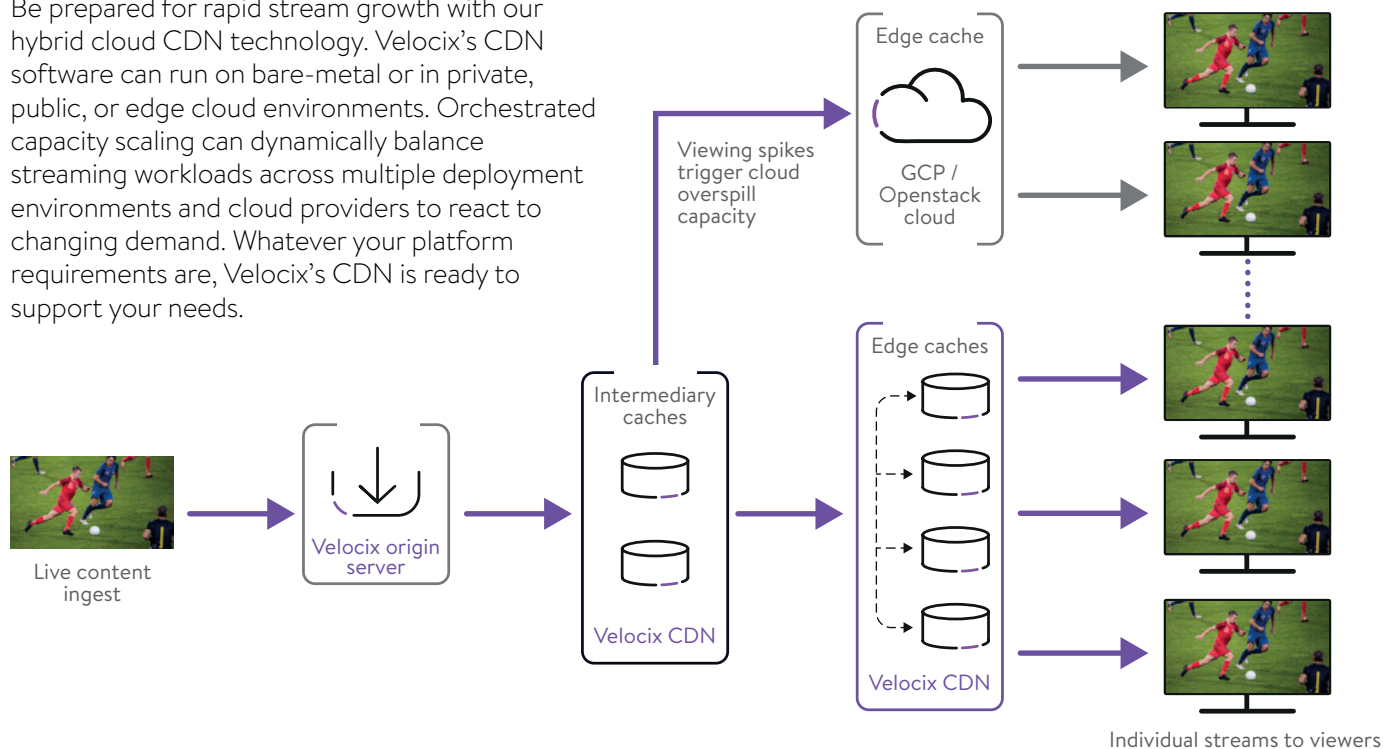 Be prepared for rapid stream growth with our
hybrid cloud CDN technology. Velocix’s CDN
software can run on bare-metal or in private,
public, or edge cloud environments. Orchestrated
capacity scaling can dynamically balance
streaming workloads across multiple deployment
environments and cloud providers to react to
changing demand. Whatever your platform
requirements are, Velocix’s CDN is ready to
support your needs.
Live content
ingest
Velocix origin
server
Intermediary
caches
Velocix CDN
Viewing spikes
trigger cloud
overspill
capacity
Edge cache
GCP /
Openstack
cloud
Edge caches
Velocix CDN
Individual streams to viewers